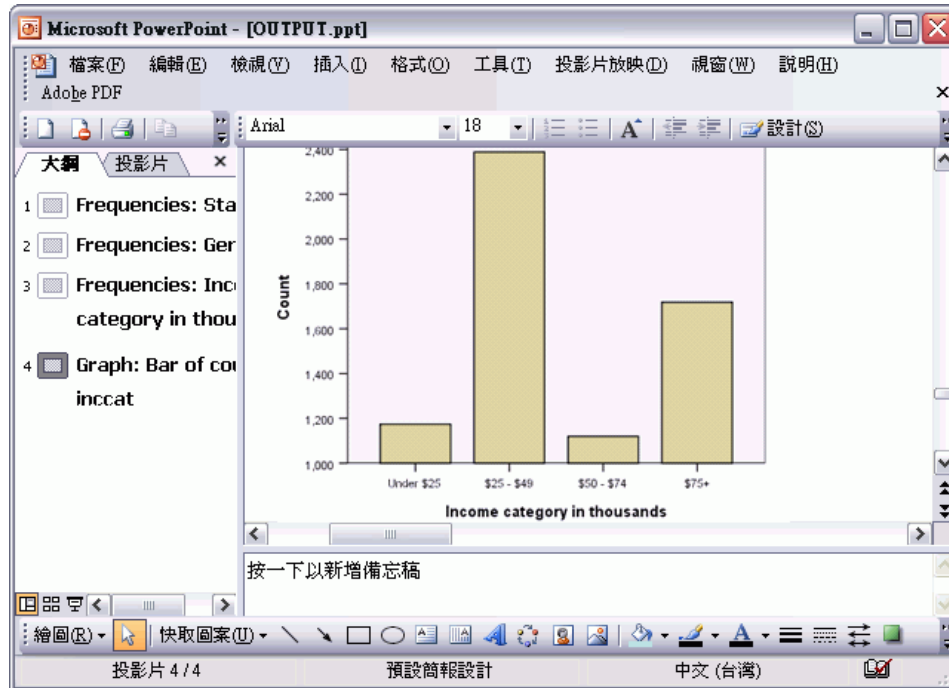 Microsoft PowerPoint - [OUTPUT.ppt]
檔案(F) 編輯(E) 檢視(V) 插入(I) 格式(O) 工具(T) 投影片放映(D) 視窗(W) 說明(H)
Adobe PDF
Arial 18 設計(S)
大綱 投影片
1 Frequencies: Sta
2 Frequencies: Ger
3 Frequencies: Inc
category in thou
4 Graph: Bar of cou
inccat
2,400
2,200
2,000
1,800
1,600
1,400
1,200
1,000
Count
Under $25 $25 - $49 $50 - $74 $75+
Income category in thousands
按一下以新增備忘稿
繪圖(R) 快取圖案(U)
投影片 4 / 4 預設簡報設計 中文 (台灣)